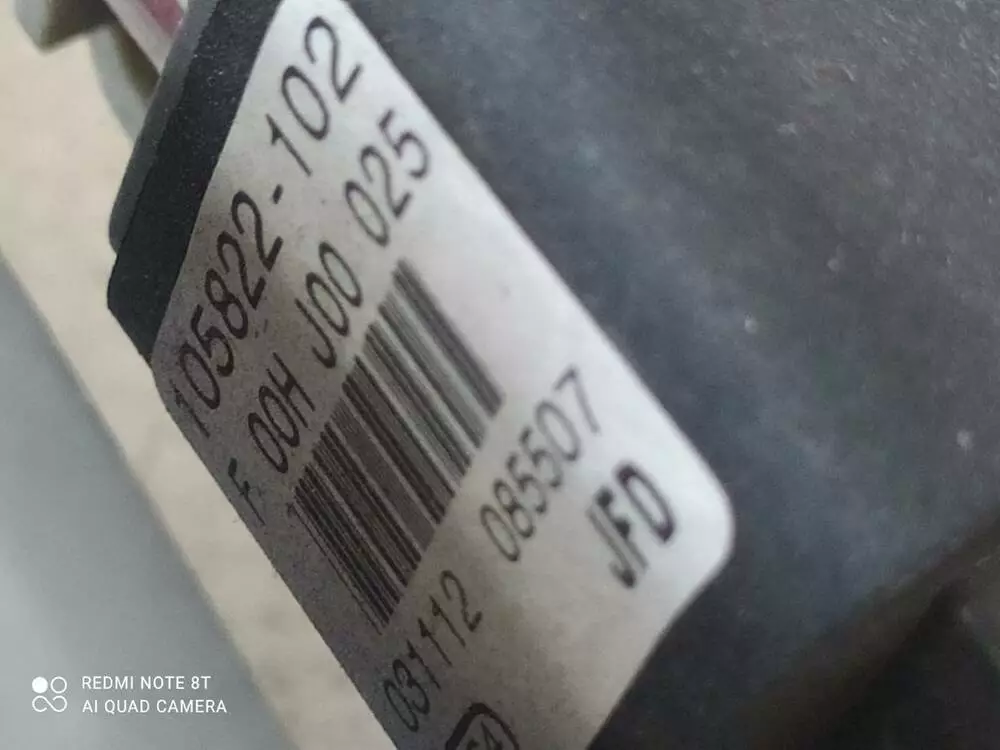 105822-102
F 00H J00 025
031112 085507
JFD
REDMI NOTE 8T
AI QUAD CAMERA